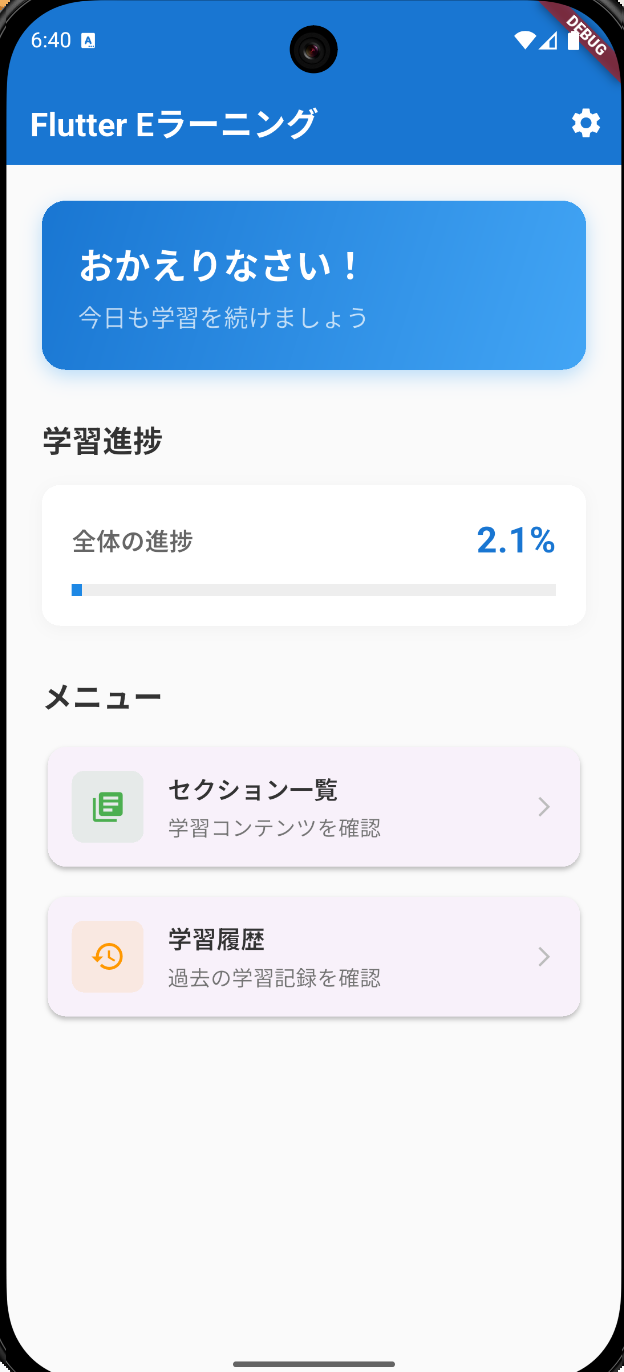 6:40
DEBUG
Flutter Eラーニング
おかえりなさい！
今日も学習を続けましょう
学習進捗
全体の進捗
2.1%
メニュー
セクション一覧
学習コンテンツを確認
学習履歴
過去の学習記録を確認